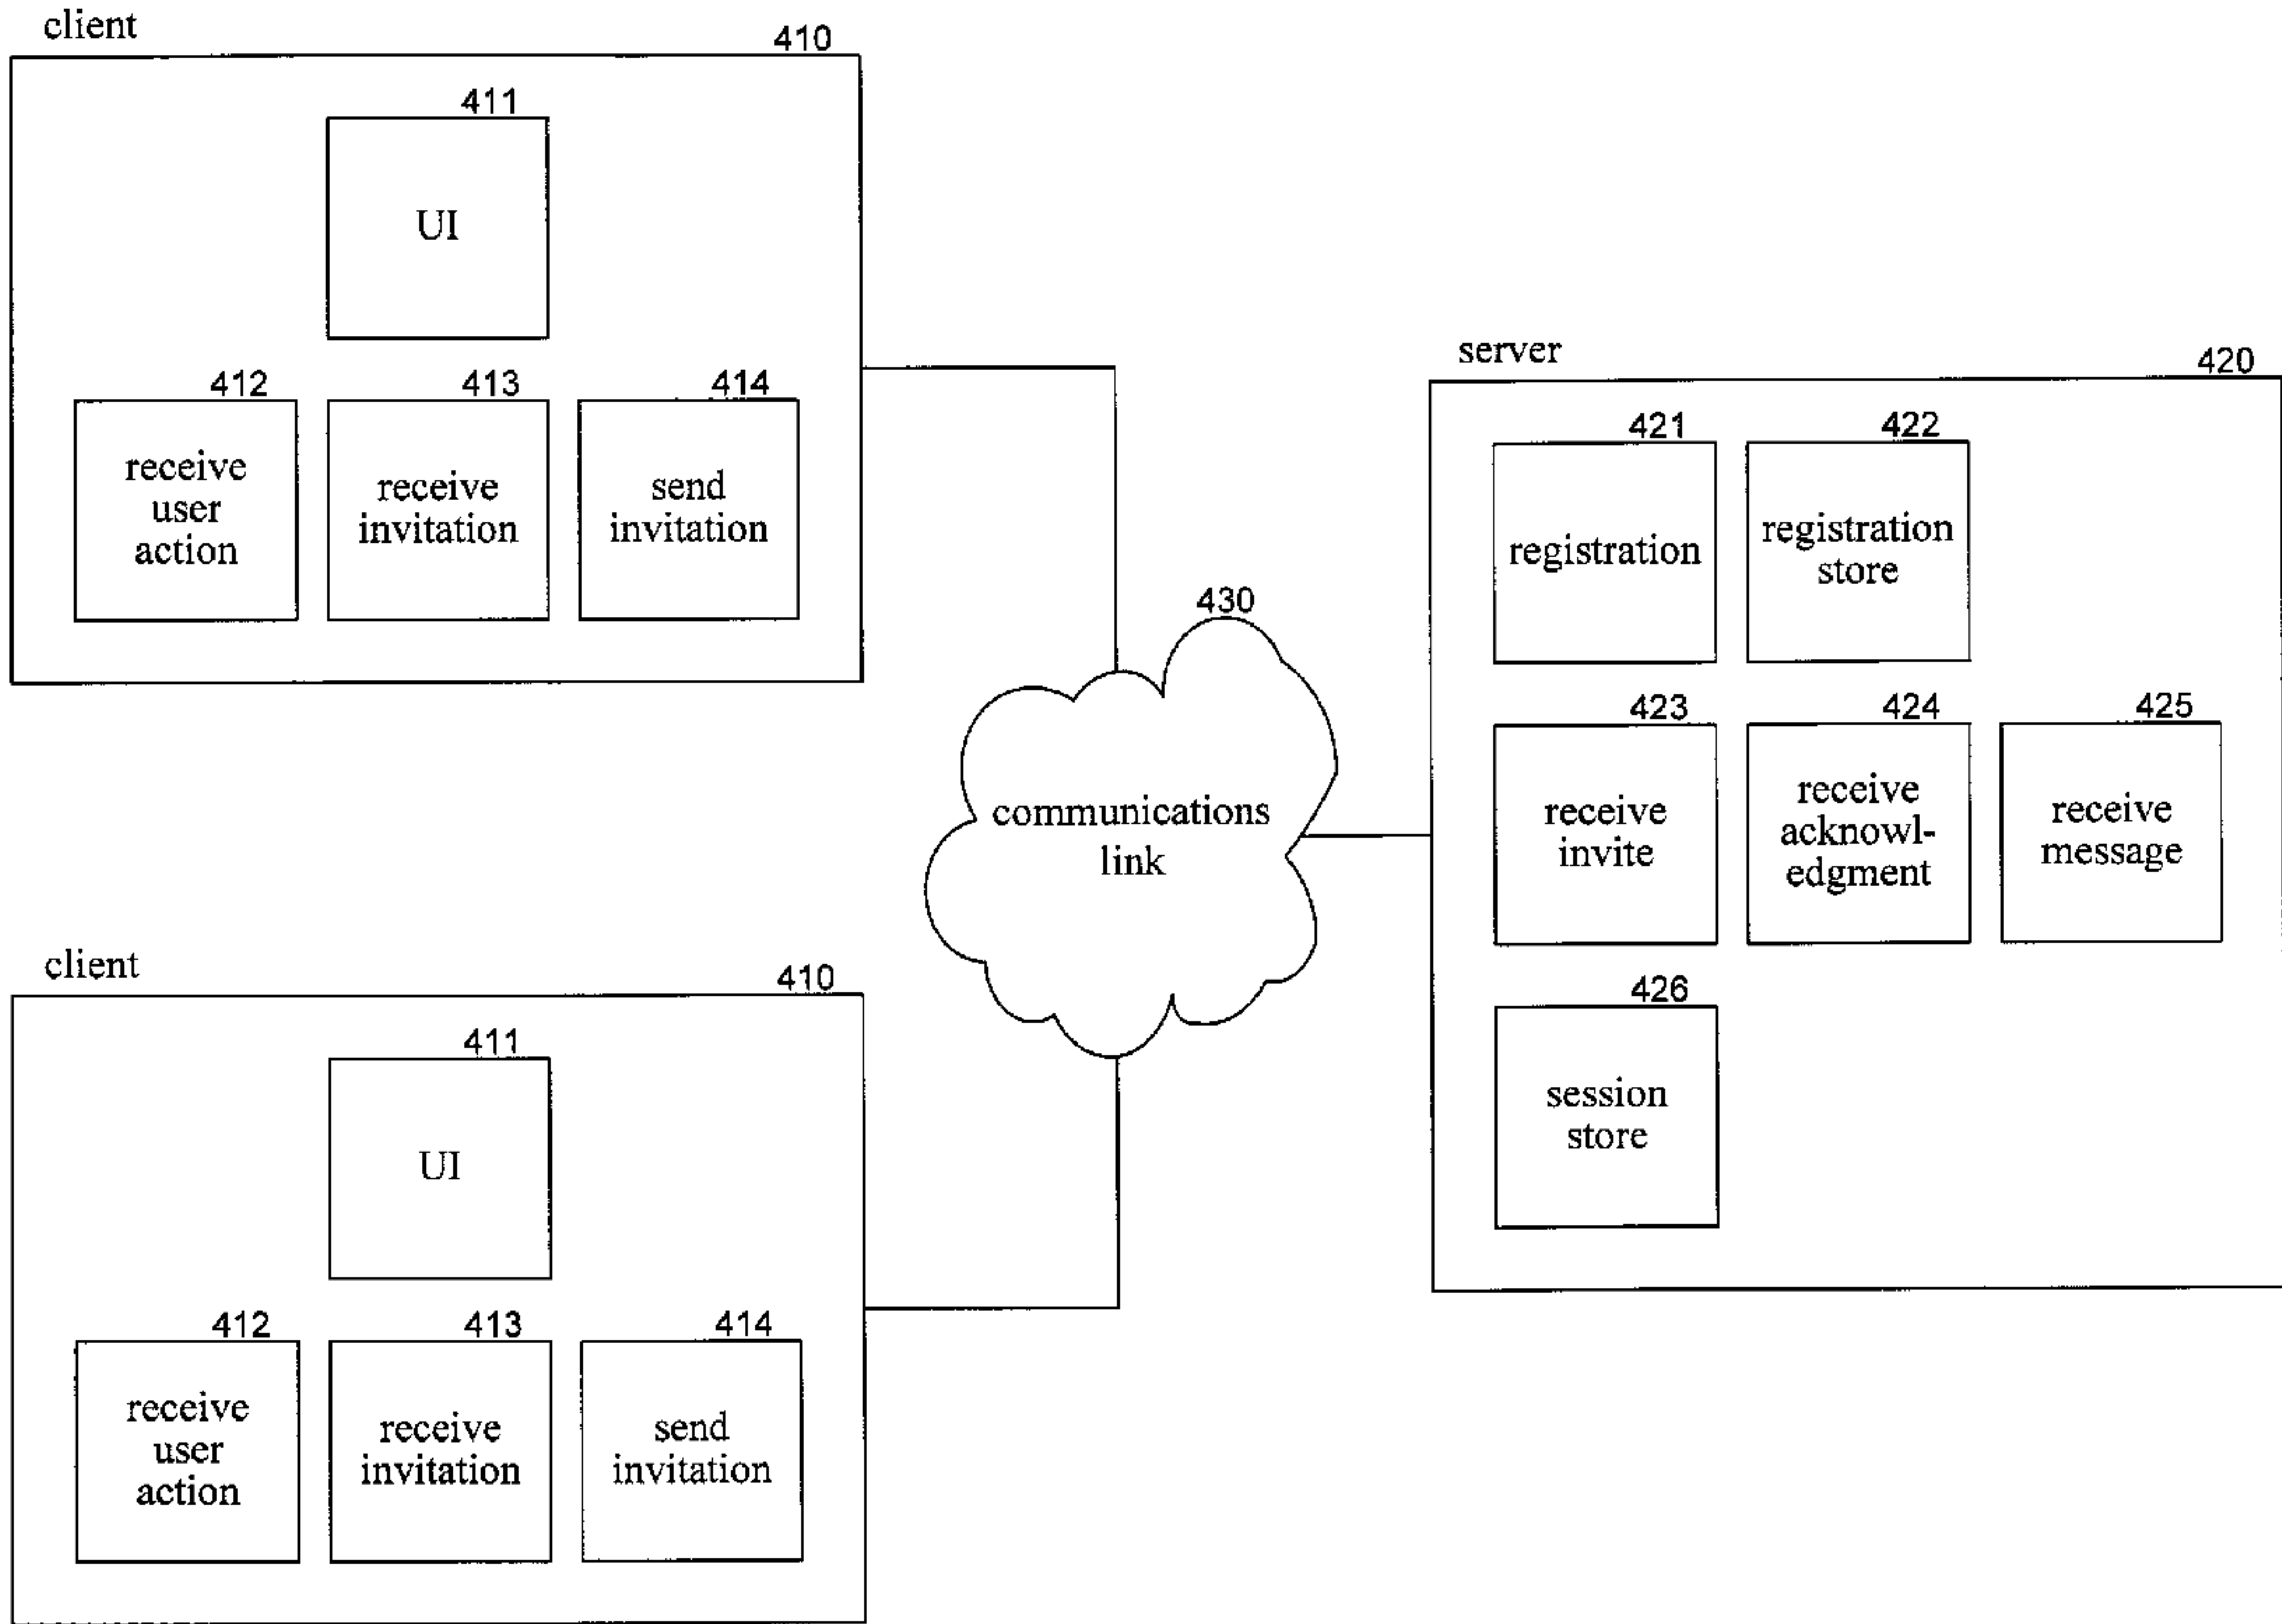 client
410
411
UI
412
413
414
receive
user
action
receive
invitation
send
invitation
client
410
411
UI
412
413
414
receive
user
action
receive
invitation
send
invitation
430
communications
link
server
420
421
422
registration
registration
store
423
424
425
receive
invite
receive
acknowl-
edgment
receive
message
426
session
store